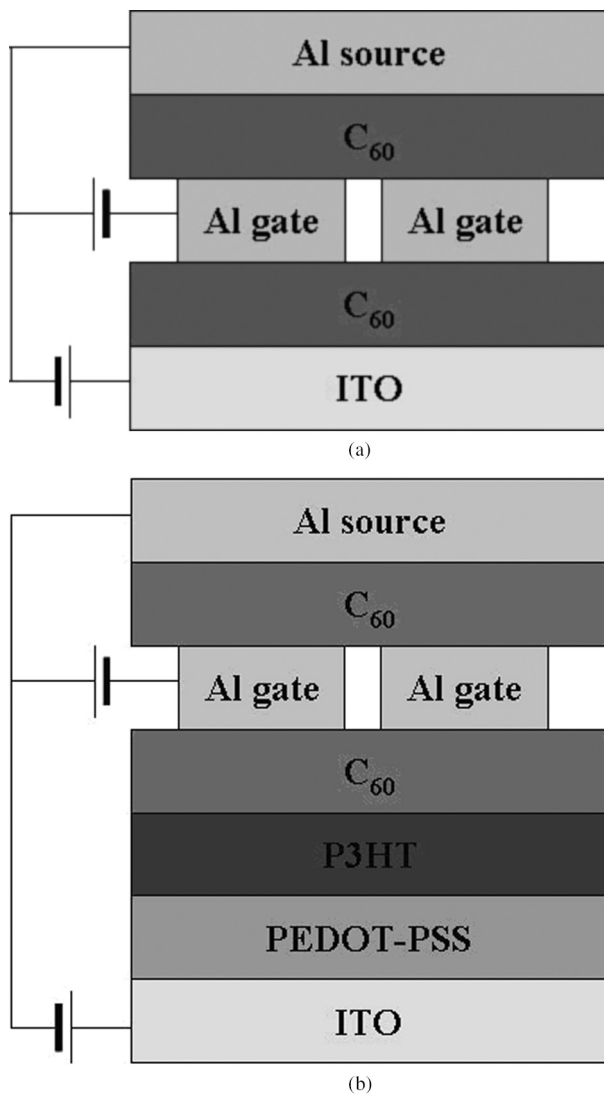 Al source
C₆₀
Al gate Al gate
C₆₀
ITO
(a)
Al source
C₆₀
Al gate Al gate
C₆₀
P3HT
PEDOT-PSS
ITO
(b)